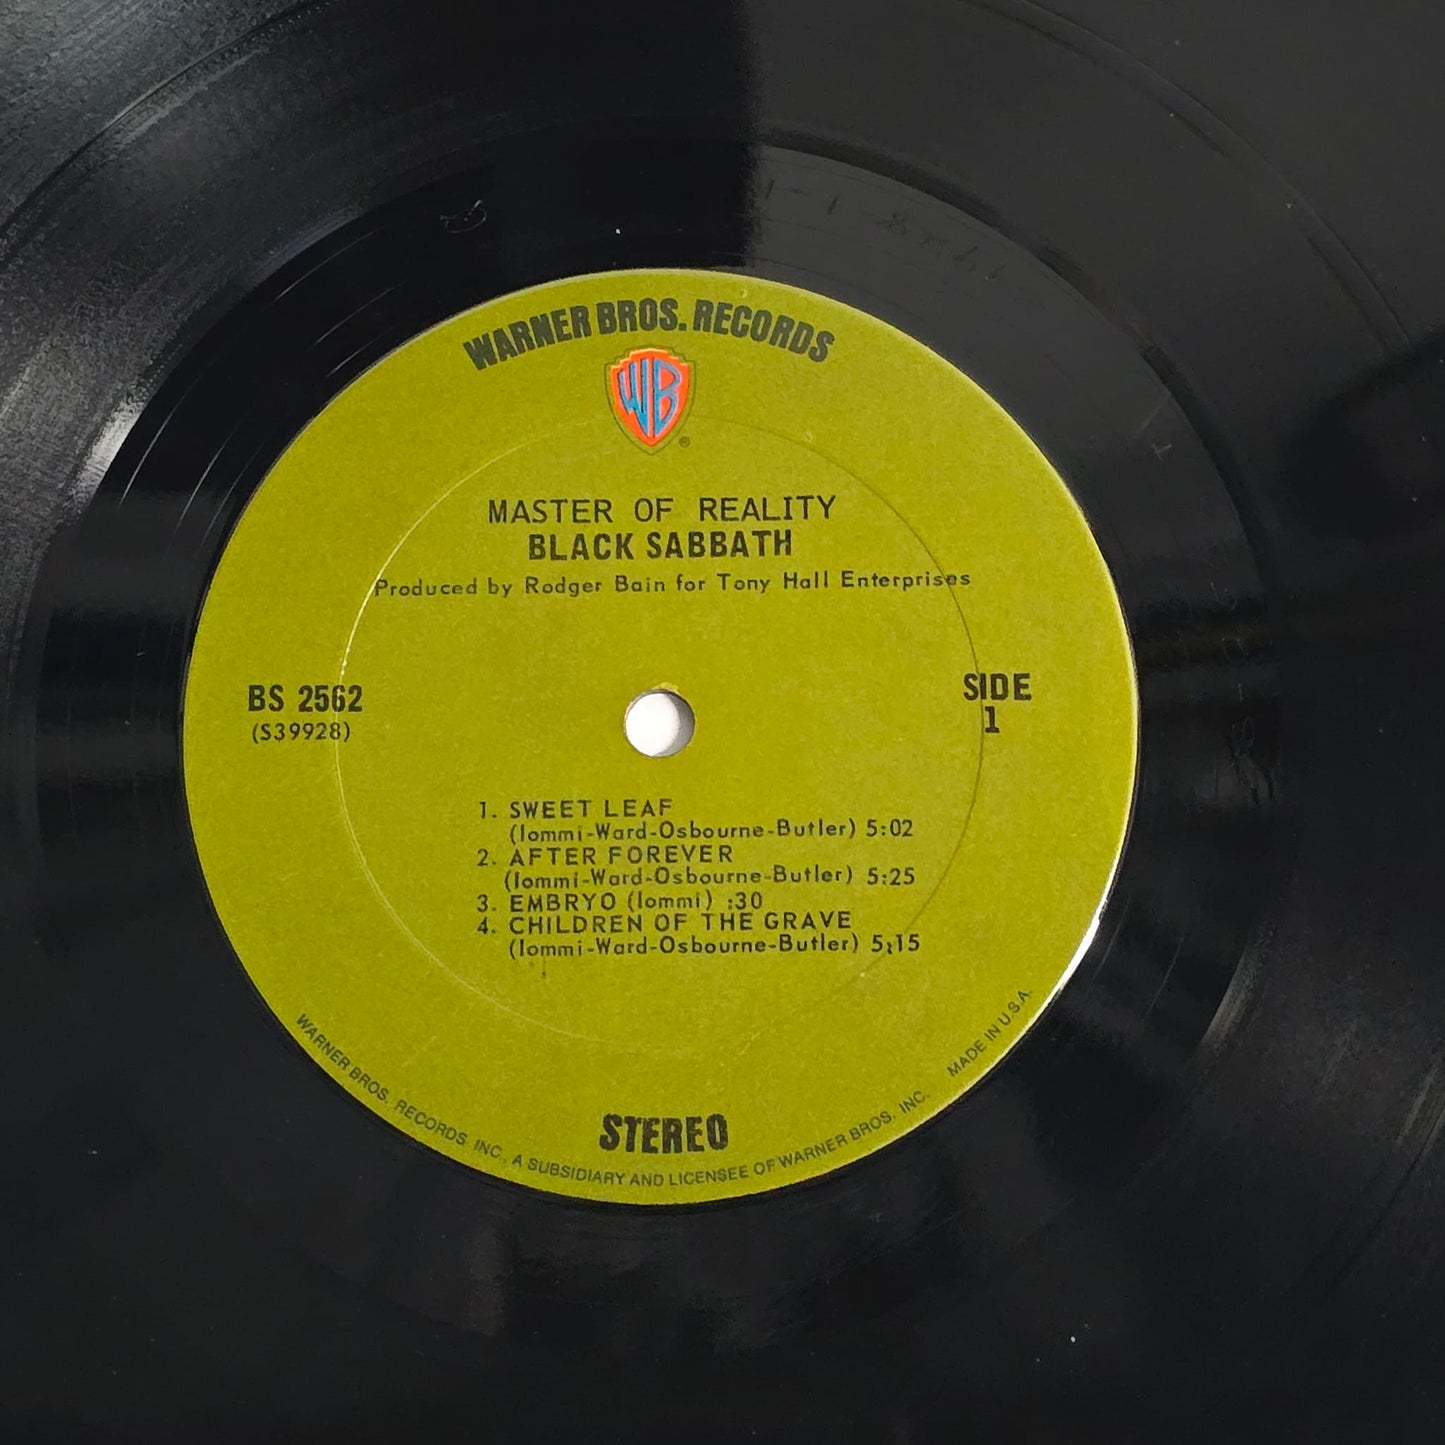 WARNER BROS. RECORDS
WB
®
MASTER OF REALITY
BLACK SABBATH
Produced by Rodger Bain for Tony Hall Enterprises
BS 2562
(S39928)
SIDE
1
1. SWEET LEAF
(Iommi-Ward-Osbourne-Butler) 5:02
2. AFTER FOREVER
(Iommi-Ward-Osbourne-Butler) 5:25
3. EMBRYO (Iommi) :30
4. CHILDREN OF THE GRAVE
(Iommi-Ward-Osbourne-Butler) 5:15
STEREO
WARNER BROS. RECORDS INC., A SUBSIDIARY AND LICENSEE OF WARNER BROS. INC. MADE IN U.S.A.